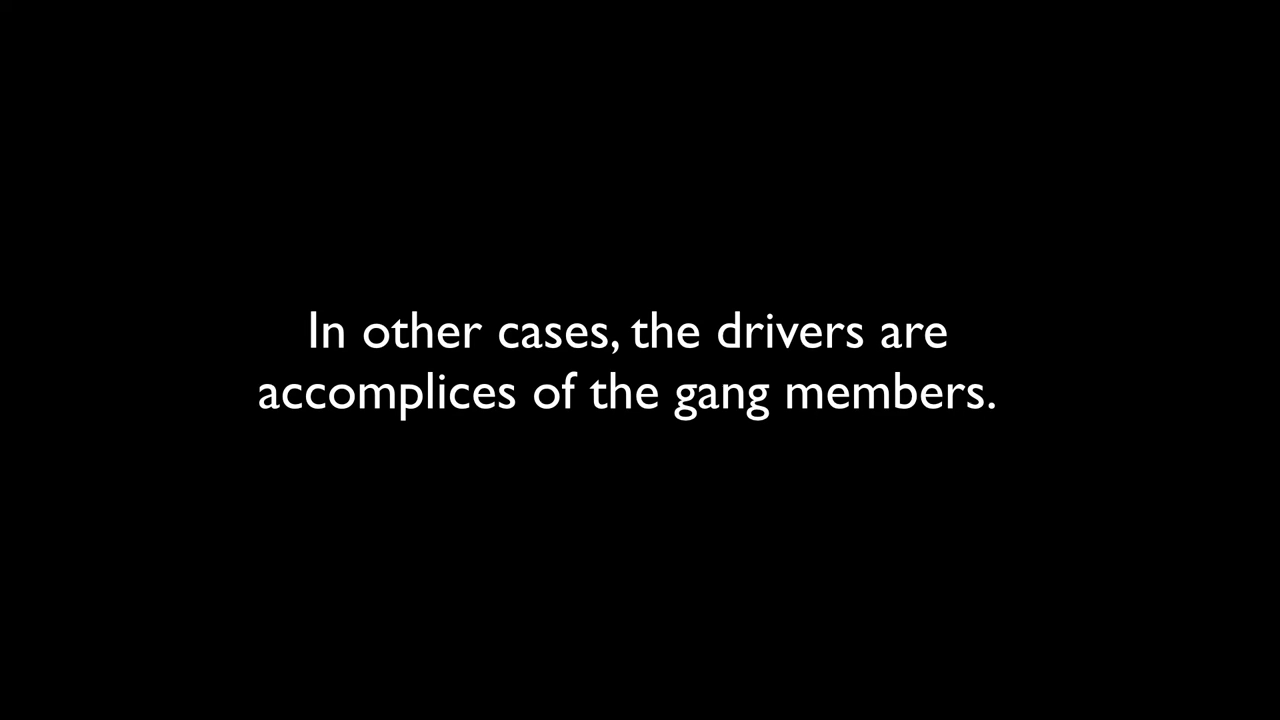 In other cases, the drivers are
accomplices of the gang members.